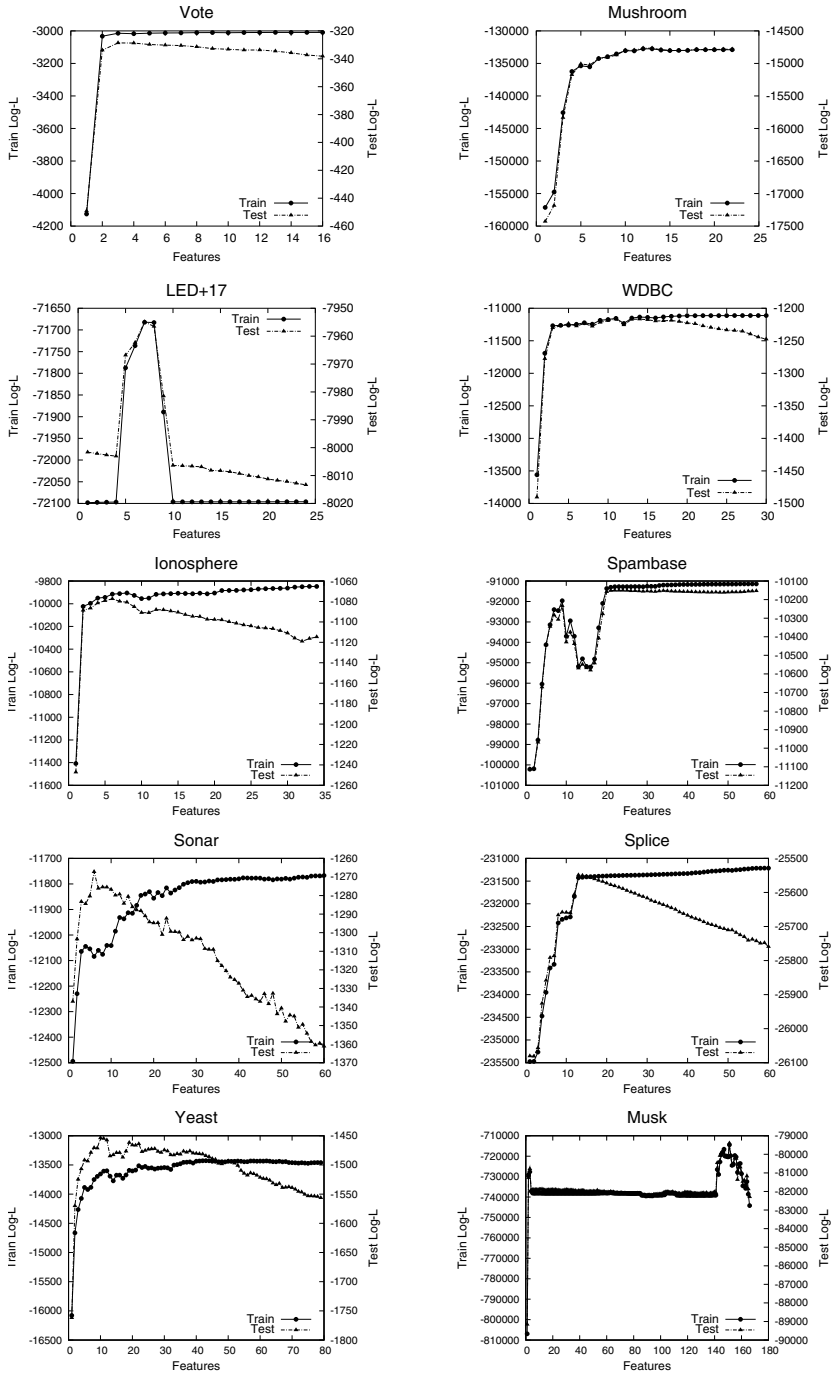 Vote
Train Log-L
-3000
-3200
-3400
-3600
-3800
-4000
-4200
-320
-340
-360
-380
-400
-420
-440
-460
Test Log-L
Train
Test
0 2 4 6 8 10 12 14 16
Features
Mushroom
Train Log-L
-130000
-135000
-140000
-145000
-150000
-155000
-160000
-14500
-15000
-15500
-16000
-16500
-17000
-17500
Test Log-L
Train
Test
0 5 10 15 20 25
Features
LED+17
Train Log-L
-71650
-71700
-71750
-71800
-71850
-71900
-71950
-72000
-72050
-72100
-7950
-7960
-7970
-7980
-7990
-8000
-8010
-8020
Test Log-L
Train
Test
0 5 10 15 20 25
Features
WDBC
Train Log-L
-11000
-11500
-12000
-12500
-13000
-13500
-14000
-1200
-1250
-1300
-1350
-1400
-1450
-1500
Test Log-L
Train
Test
0 5 10 15 20 25 30
Features
Ionosphere
Train Log-L
-9800
-10000
-10200
-10400
-10600
-10800
-11000
-11200
-11400
-11600
-1060
-1080
-1100
-1120
-1140
-1160
-1180
-1200
-1220
-1240
-1260
Test Log-L
Train
Test
0 5 10 15 20 25 30 35
Features
Spambase
Train Log-L
-91000
-92000
-93000
-94000
-95000
-96000
-97000
-98000
-99000
-100000
-101000
-10100
-10200
-10300
-10400
-10500
-10600
-10700
-10800
-10900
-11000
-11100
-11200
Test Log-L
Train
Test
0 10 20 30 40 50 60
Features
Sonar
Train Log-L
-11700
-11800
-11900
-12000
-12100
-12200
-12300
-12400
-12500
-1260
-1270
-1280
-1290
-1300
-1310
-1320
-1330
-1340
-1350
-1360
-1370
Test Log-L
Train
Test
0 10 20 30 40 50 60
Features
Splice
Train Log-L
-231000
-231500
-232000
-232500
-233000
-233500
-234000
-234500
-235000
-235500
-25500
-25600
-25700
-25800
-25900
-26000
-26100
Test Log-L
Train
Test
0 10 20 30 40 50 60
Features
Yeast
Train Log-L
-13000
-13500
-14000
-14500
-15000
-15500
-16000
-16500
-1450
-1500
-1550
-1600
-1650
-1700
-1750
-1800
Test Log-L
Train
Test
0 10 20 30 40 50 60 70 80
Features
Musk
Train Log-L
-710000
-720000
-730000
-740000
-750000
-760000
-770000
-780000
-790000
-800000
-810000
-79000
-80000
-81000
-82000
-83000
-84000
-85000
-86000
-87000
-88000
-89000
-90000
Test Log-L
Train
Test
0 20 40 60 80 100 120 140 160 180
Features